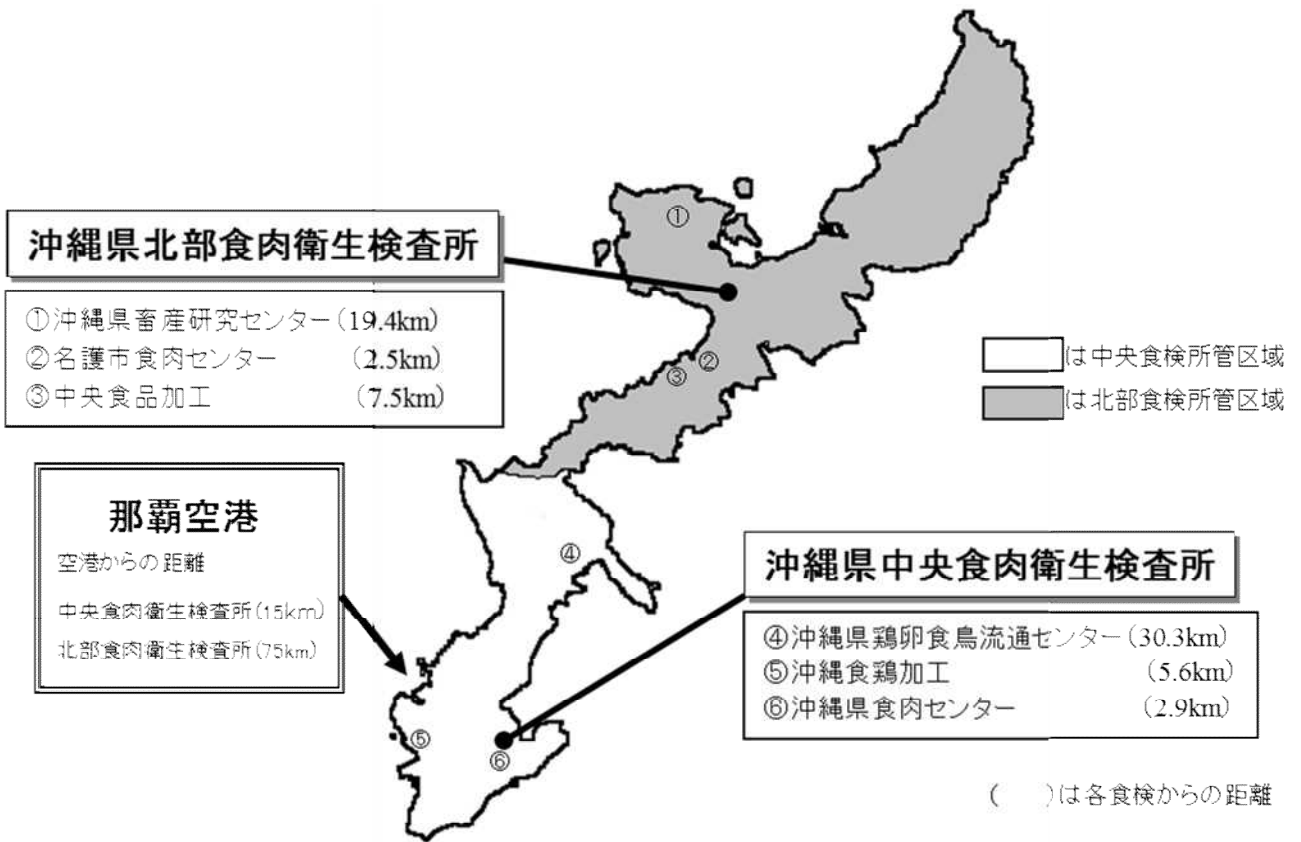 沖縄県北部食肉衛生検査所
①沖縄県畜産研究センター(19.4km)
②名護市食肉センター (2.5km)
③中央食品加工 (7.5km)
①
②
③
は中央食検所管区域
は北部食検所管区域
那覇空港
空港からの距離
中央食肉衛生検査所(15km)
北部食肉衛生検査所(75km)
④
⑤
⑥
沖縄県中央食肉衛生検査所
④沖縄県鶏卵食鳥流通センター(30.3km)
⑤沖縄食鶏加工 (5.6km)
⑥沖縄県食肉センター (2.9km)
( )は各食検からの距離